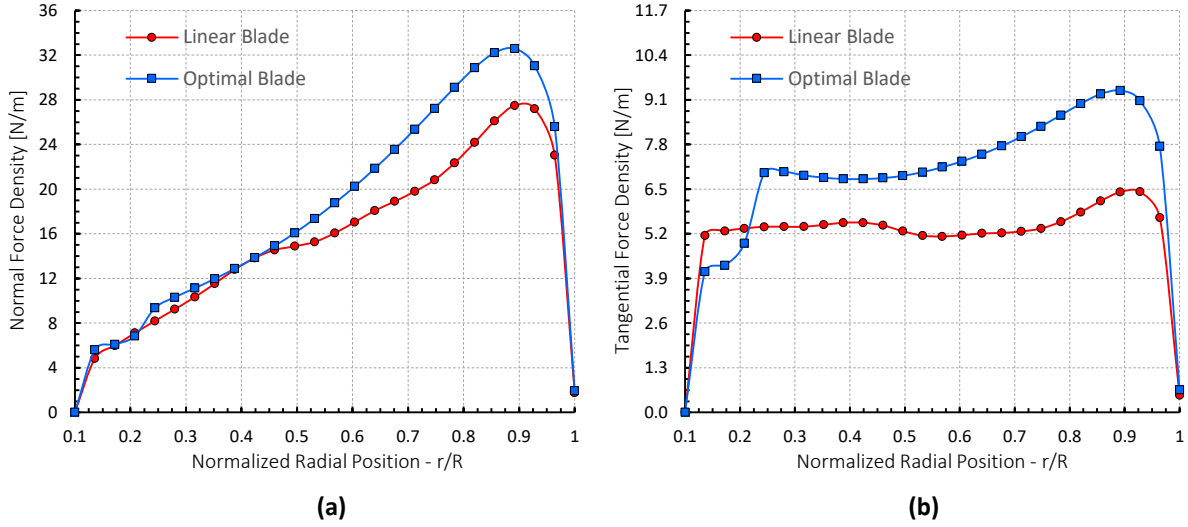 Normal Force Density [N/m]
36
32
28
24
20
16
12
8
4
0
Linear Blade
Optimal Blade
0.1 0.2 0.3 0.4 0.5 0.6 0.7 0.8 0.9 1
Normalized Radial Position - r/R
(a)
Tangential Force Density [N/m]
11.7
10.4
9.1
7.8
6.5
5.2
3.9
2.6
1.3
0.0
Linear Blade
Optimal Blade
0.1 0.2 0.3 0.4 0.5 0.6 0.7 0.8 0.9 1
Normalized Radial Position - r/R
(b)